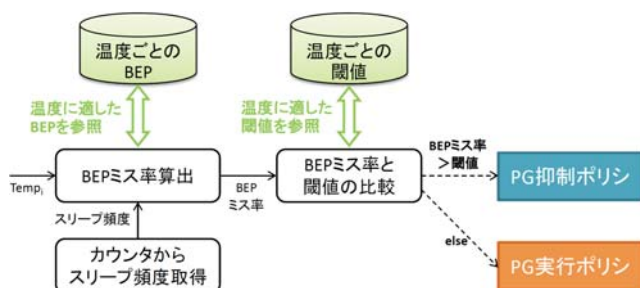 温度ごとの
BEP
温度ごとの
閾値
温度に適した
BEPを参照
温度に適した
閾値を参照
Tempᵢ
BEPミス率算出
BEP
ミス率
BEPミス率と
閾値の比較
BEPミス率
＞閾値
PG抑制ポリシ
スリープ頻度
カウンタから
スリープ頻度取得
else
PG実行ポリシ